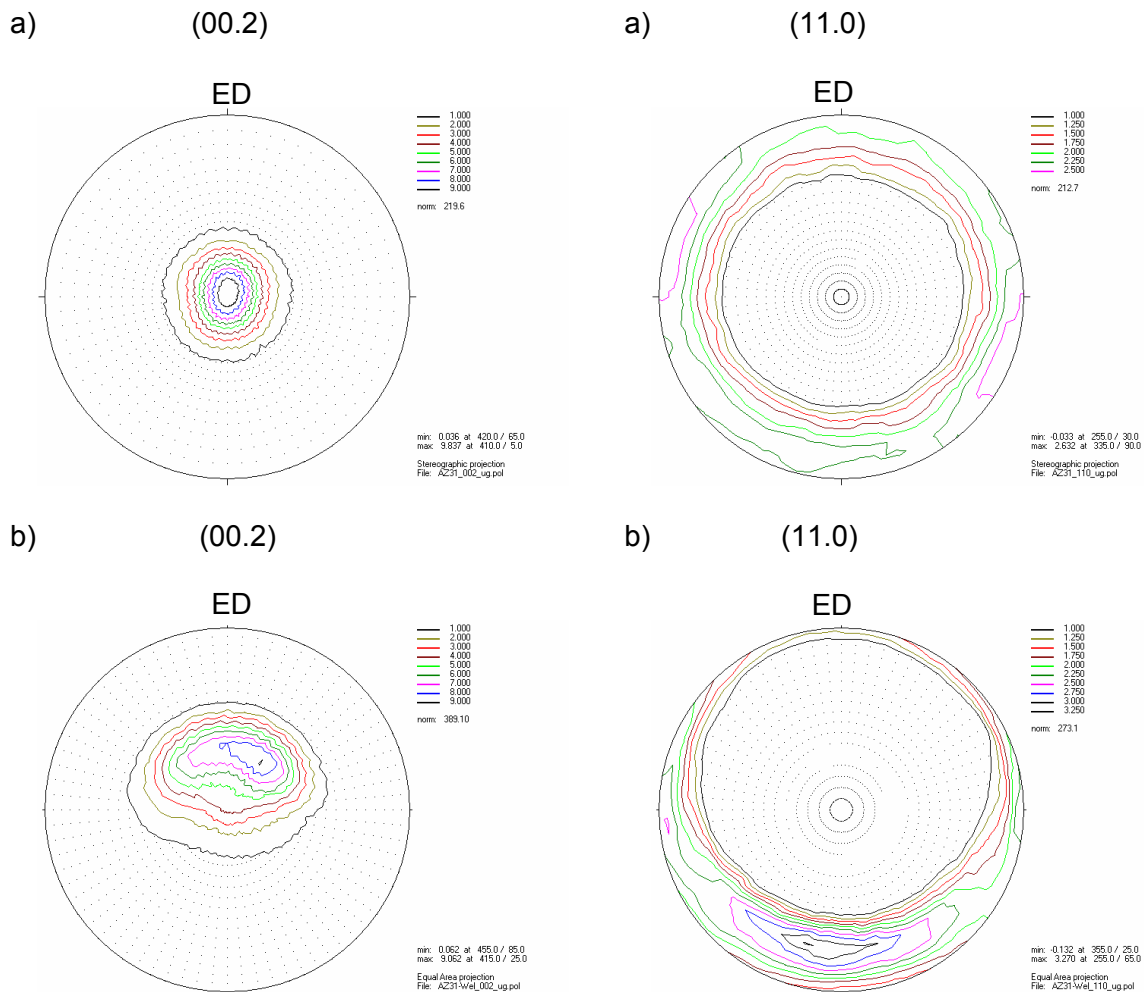 a)
(00.2)
ED
1.000
2.000
3.000
4.000
5.000
6.000
7.000
8.000
9.000
norm: 219.6
min: 0.036 at 420.0 / 65.0
max: 9.837 at 410.0 / 5.0
Stereographic projection
File: AZ31_002_ug.pol
a)
(11.0)
ED
1.000
1.250
1.500
1.750
2.000
2.250
2.500
norm: 212.7
min: -0.033 at 255.0 / 30.0
max: 2.632 at 335.0 / 90.0
Stereographic projection
File: AZ31_110_ug.pol
b)
(00.2)
ED
1.000
2.000
3.000
4.000
5.000
6.000
7.000
8.000
9.000
norm: 389.10
min: 0.062 at 455.0 / 85.0
max: 9.062 at 415.0 / 25.0
Equal Area projection
File: AZ31-Wel_002_ug.pol
b)
(11.0)
ED
1.000
1.250
1.500
1.750
2.000
2.250
2.500
2.750
3.000
3.250
norm: 273.1
min: -0.132 at 355.0 / 25.0
max: 3.270 at 255.0 / 65.0
Equal Area projection
File: AZ31-Wel_110_ug.pol